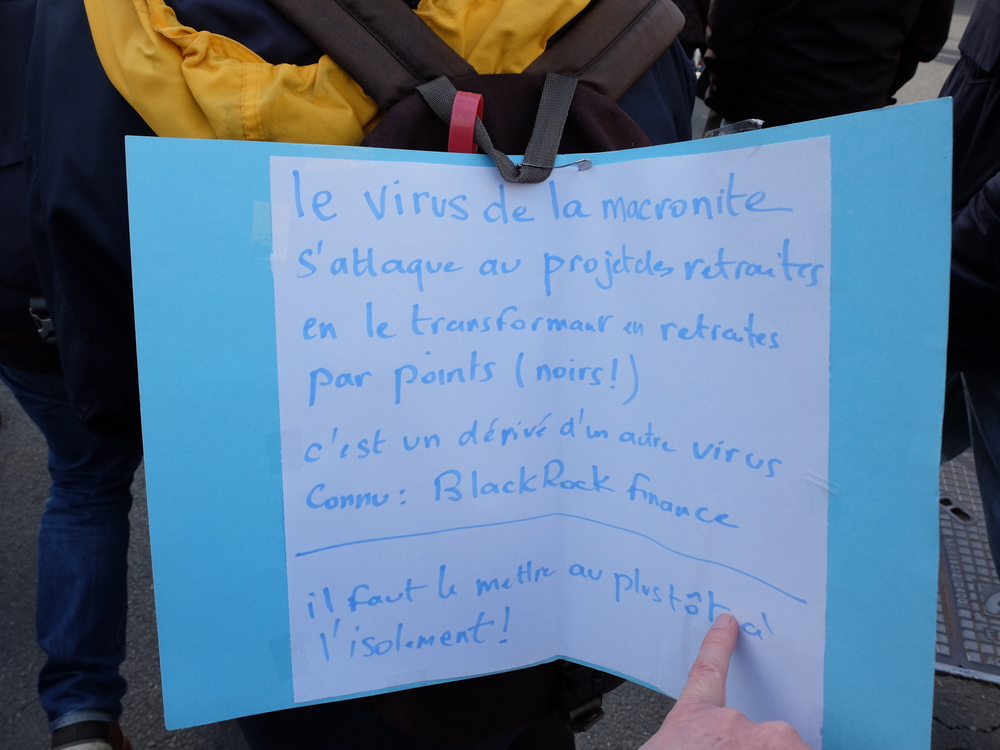 le virus de la macronite
s'attaque au projet des retraites
en le transformant en retraites
par points (noirs!)
c'est un dérivé d'un autre virus
connu : BlackRock finance
il faut le mettre au plus tôt à
l'isolement !